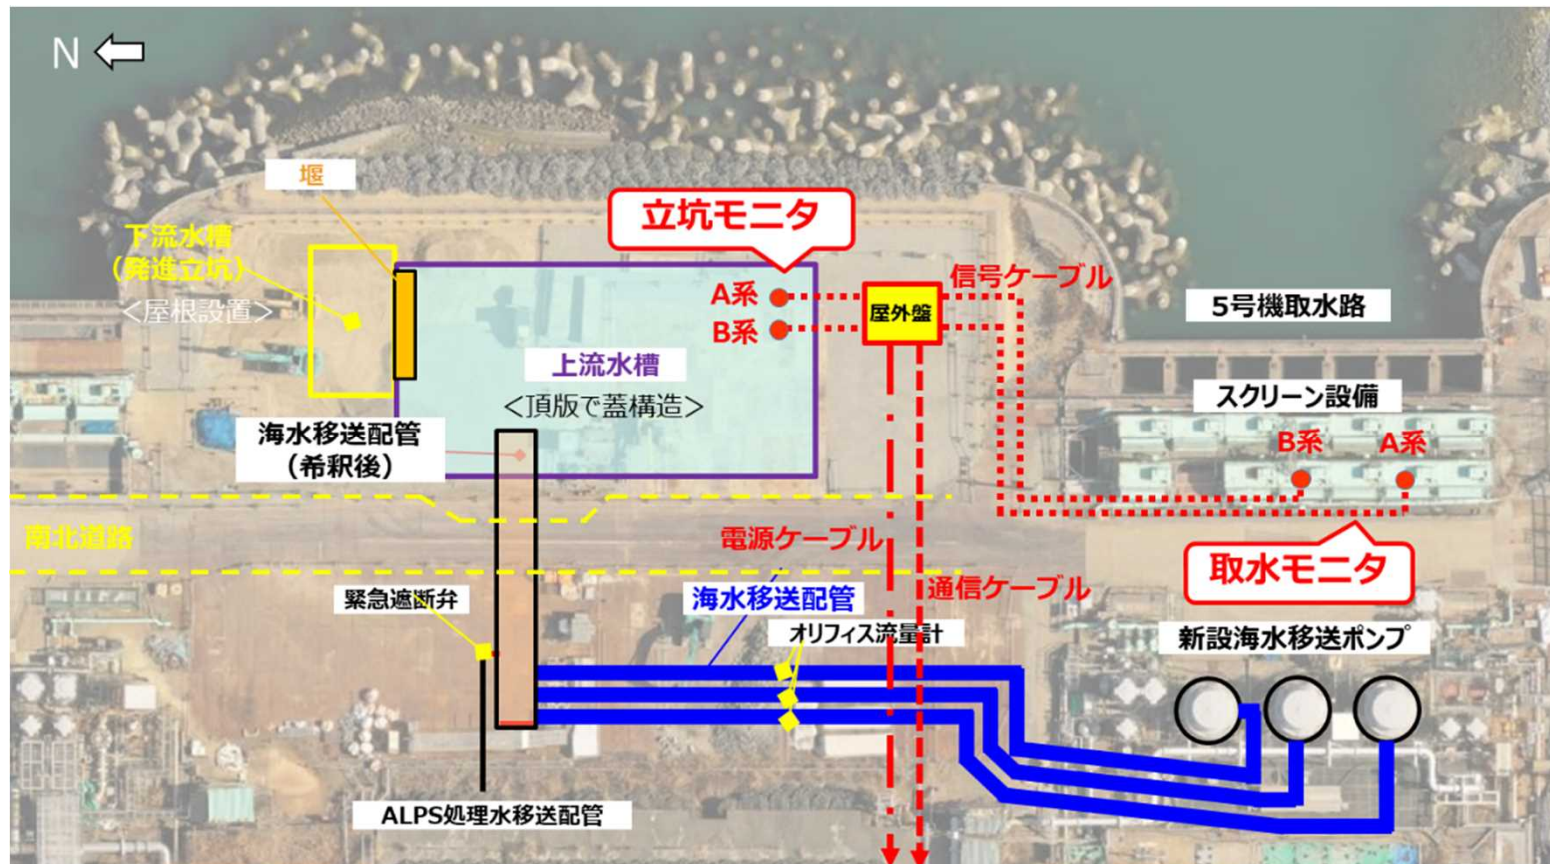 N
堰
立坑モニタ
下流水槽
（発進立坑）
＜屋根設置＞
A系
B系
屋外盤
信号ケーブル
5号機取水路
上流水槽
＜頂版で蓋構造＞
スクリーン設備
B系
A系
海水移送配管
（希釈後）
南北道路
電源ケーブル
取水モニタ
緊急遮断弁
海水移送配管
通信ケーブル
オリフィス流量計
新設海水移送ポンプ
ALPS処理水移送配管